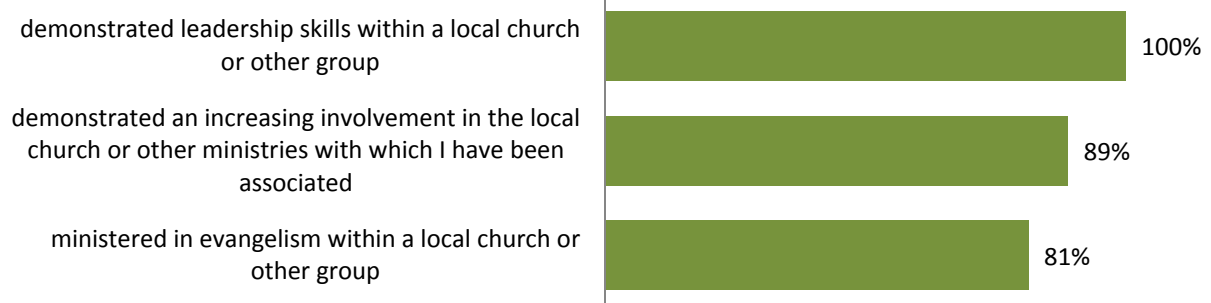 demonstrated leadership skills within a local church
or other group
100%
demonstrated an increasing involvement in the local
church or other ministries with which I have been
associated
89%
ministered in evangelism within a local church or
other group
81%